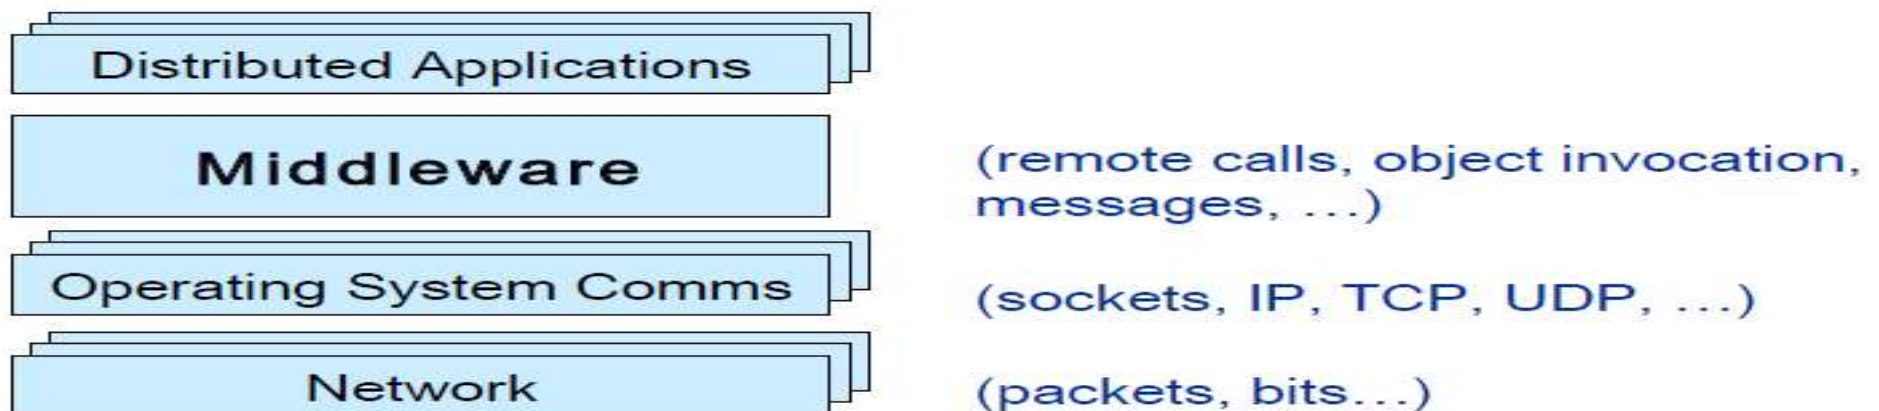 Distributed Applications
Middleware
(remote calls, object invocation,
messages, ...)
Operating System Comms
(sockets, IP, TCP, UDP, ...)
Network
(packets, bits...)